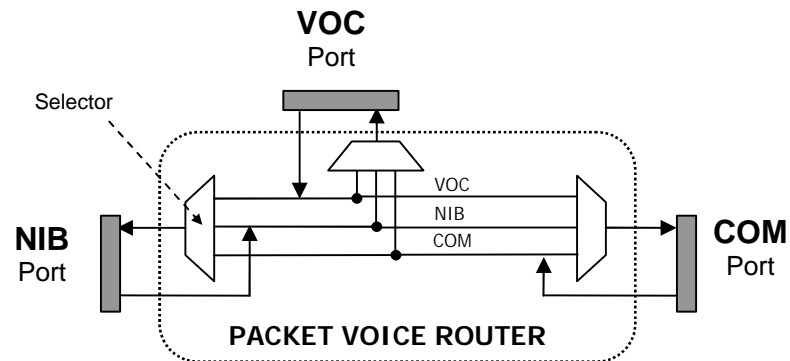 VOC
Port
Selector
VOC
NIB
COM
NIB
Port
COM
Port
PACKET VOICE ROUTER